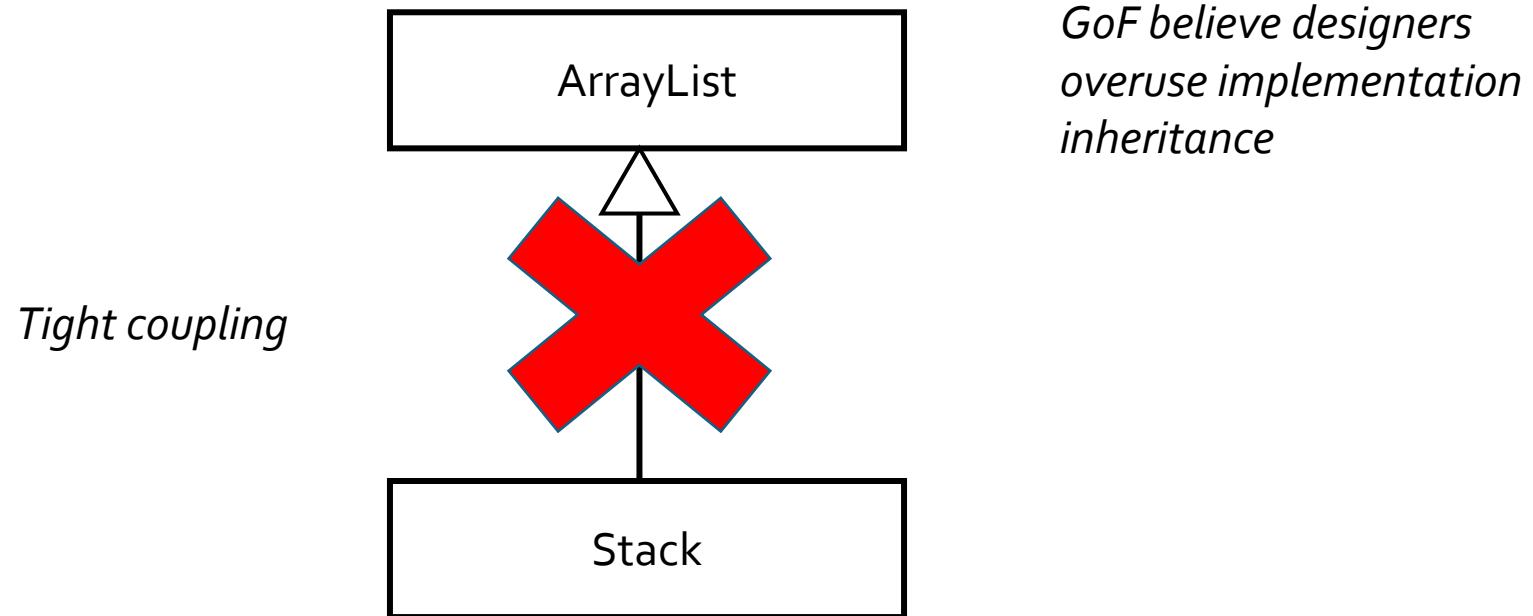 ArrayList
GoF believe designers
overuse implementation
inheritance
Tight coupling
Stack